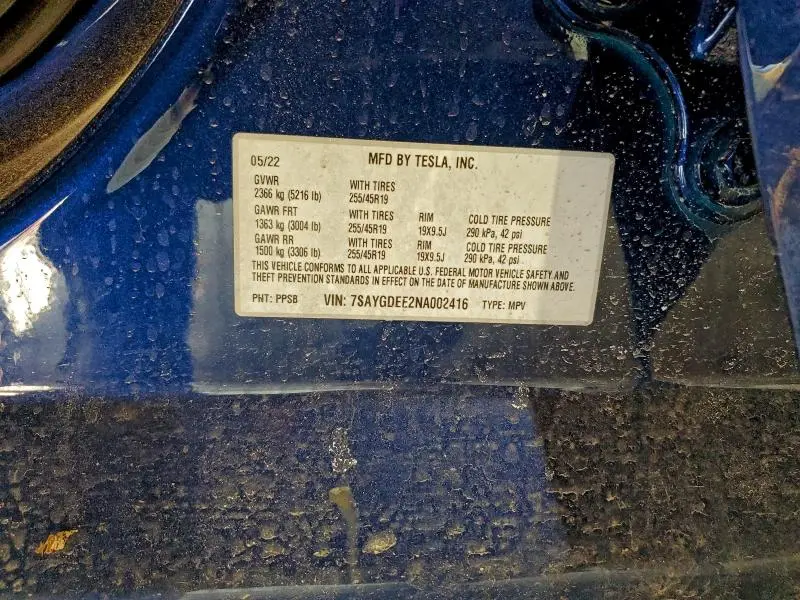 05/22 MFD BY TESLA, INC.
GVWR
2366 kg (5216 lb) WITH TIRES 255/45R19
GAWR FRT WITH TIRES RIM COLD TIRE PRESSURE
1363 kg (3004 lb) 255/45R19 19X9.5J 290 kPa, 42 psi
GAWR RR WITH TIRES RIM COLD TIRE PRESSURE
1500 kg (3306 lb) 255/45R19 19X9.5J 290 kPa, 42 psi
THIS VEHICLE CONFORMS TO ALL APPLICABLE U.S. FEDERAL MOTOR VEHICLE SAFETY AND
THEFT PREVENTION STANDARDS IN EFFECT ON THE DATE OF MANUFACTURE SHOWN ABOVE.
PNT: PPSB VIN: 7SAYGDEE2NA002416 TYPE: MPV